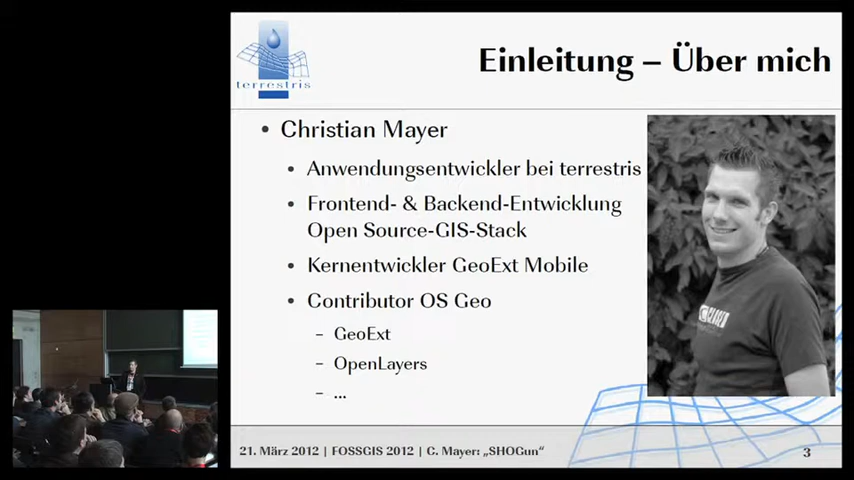 terrestris
Einleitung – Über mich
• Christian Mayer
• Anwendungsentwickler bei terrestris
• Frontend- & Backend-Entwicklung
Open Source-GIS-Stack
• Kernentwickler GeoExt Mobile
• Contributor OS Geo
– GeoExt
– OpenLayers
– ...
21. März 2012 | FOSSGIS 2012 | C. Mayer: „SHOGun“
3